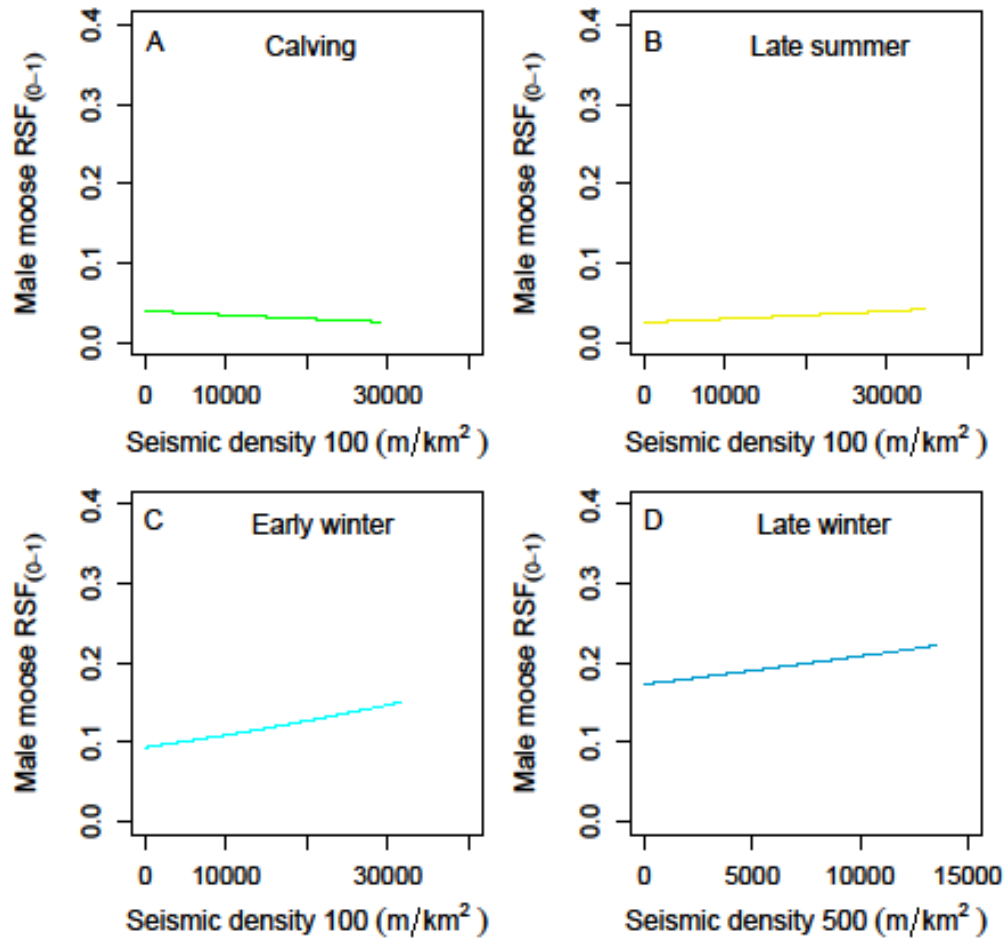 A
Calving
Male moose RSF(0–1)
0.4
0.3
0.2
0.1
0.0
0
10000
30000
Seismic density 100 (m/km²)
B
Late summer
Male moose RSF(0–1)
0.4
0.3
0.2
0.1
0.0
0
10000
30000
Seismic density 100 (m/km²)
C
Early winter
Male moose RSF(0–1)
0.4
0.3
0.2
0.1
0.0
0
10000
30000
Seismic density 100 (m/km²)
D
Late winter
Male moose RSF(0–1)
0.4
0.3
0.2
0.1
0.0
0
5000
10000
15000
Seismic density 500 (m/km²)